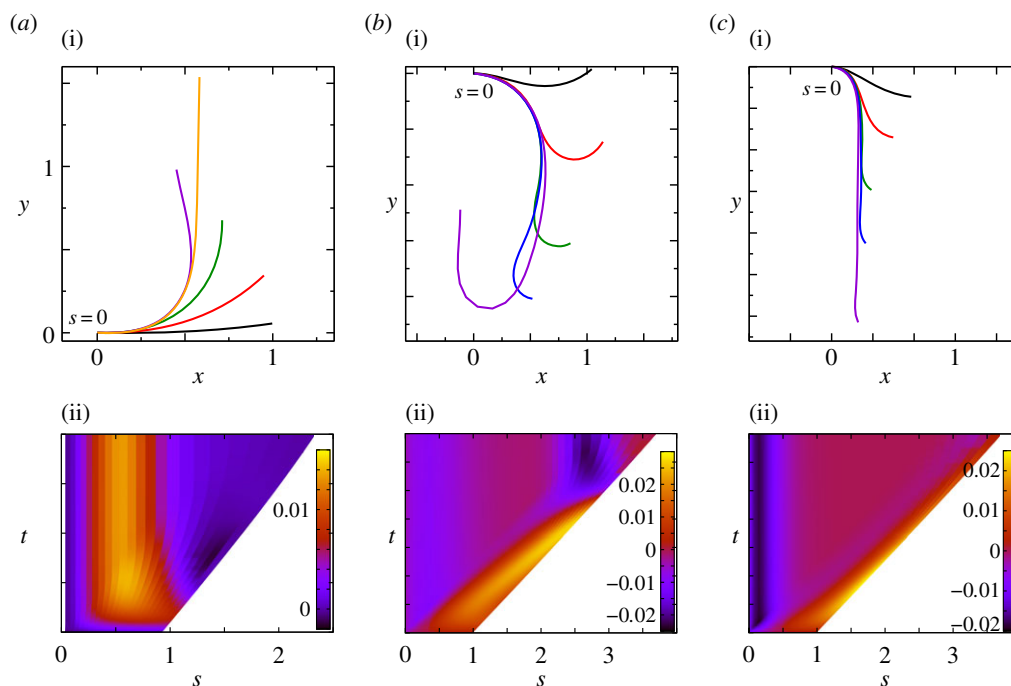 (a) (b) (c)
(i) (i) (i)
s=0 s=0 s=0
1
0
y y y
0 1 0 1 0 1
x x x
(ii) (ii) (ii)
0.01
0
0.02
0.01
0
−0.01
−0.02
0.02
0.01
0
−0.01
−0.02
t t t
0 1 2 0 1 2 3 0 1 2 3
s s s